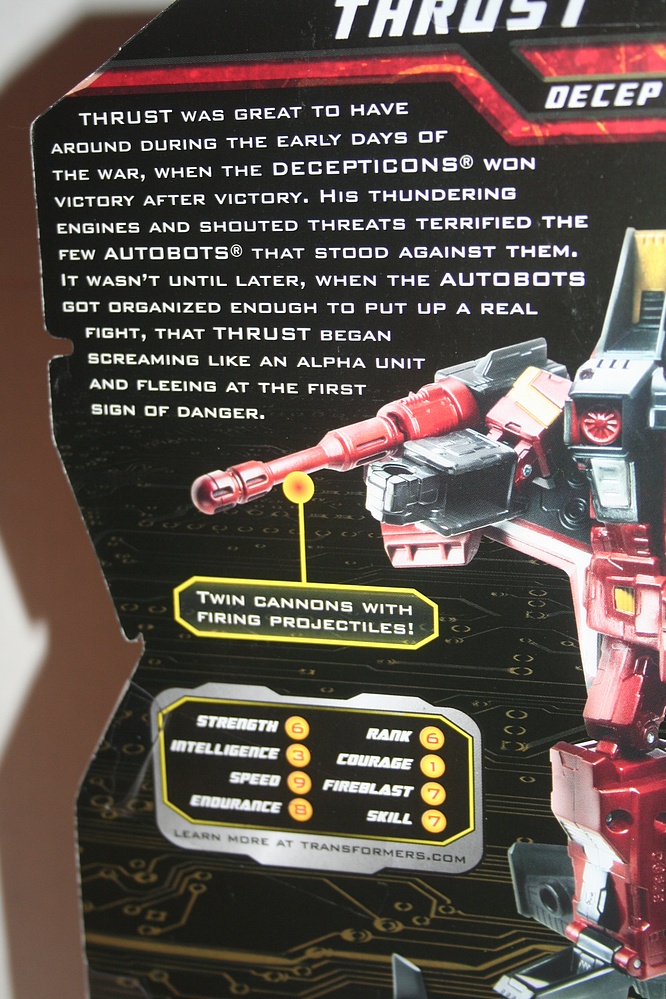 THRUST
DECEP
THRUST WAS GREAT TO HAVE
AROUND DURING THE EARLY DAYS OF
THE WAR, WHEN THE DECEPTICONS® WON
VICTORY AFTER VICTORY. HIS THUNDERING
ENGINES AND SHOUTED THREATS TERRIFIED THE
FEW AUTOBOTS® THAT STOOD AGAINST THEM.
IT WASN'T UNTIL LATER, WHEN THE AUTOBOTS
GOT ORGANIZED ENOUGH TO PUT UP A REAL
FIGHT, THAT THRUST BEGAN
SCREAMING LIKE AN ALPHA UNIT
AND FLEEING AT THE FIRST
SIGN OF DANGER.
TWIN CANNONS WITH
FIRING PROJECTILES!
STRENGTH 6 RANK 6
INTELLIGENCE 3 COURAGE 1
SPEED 9 FIREBLAST 7
ENDURANCE 8 SKILL 7
LEARN MORE AT TRANSFORMERS.COM